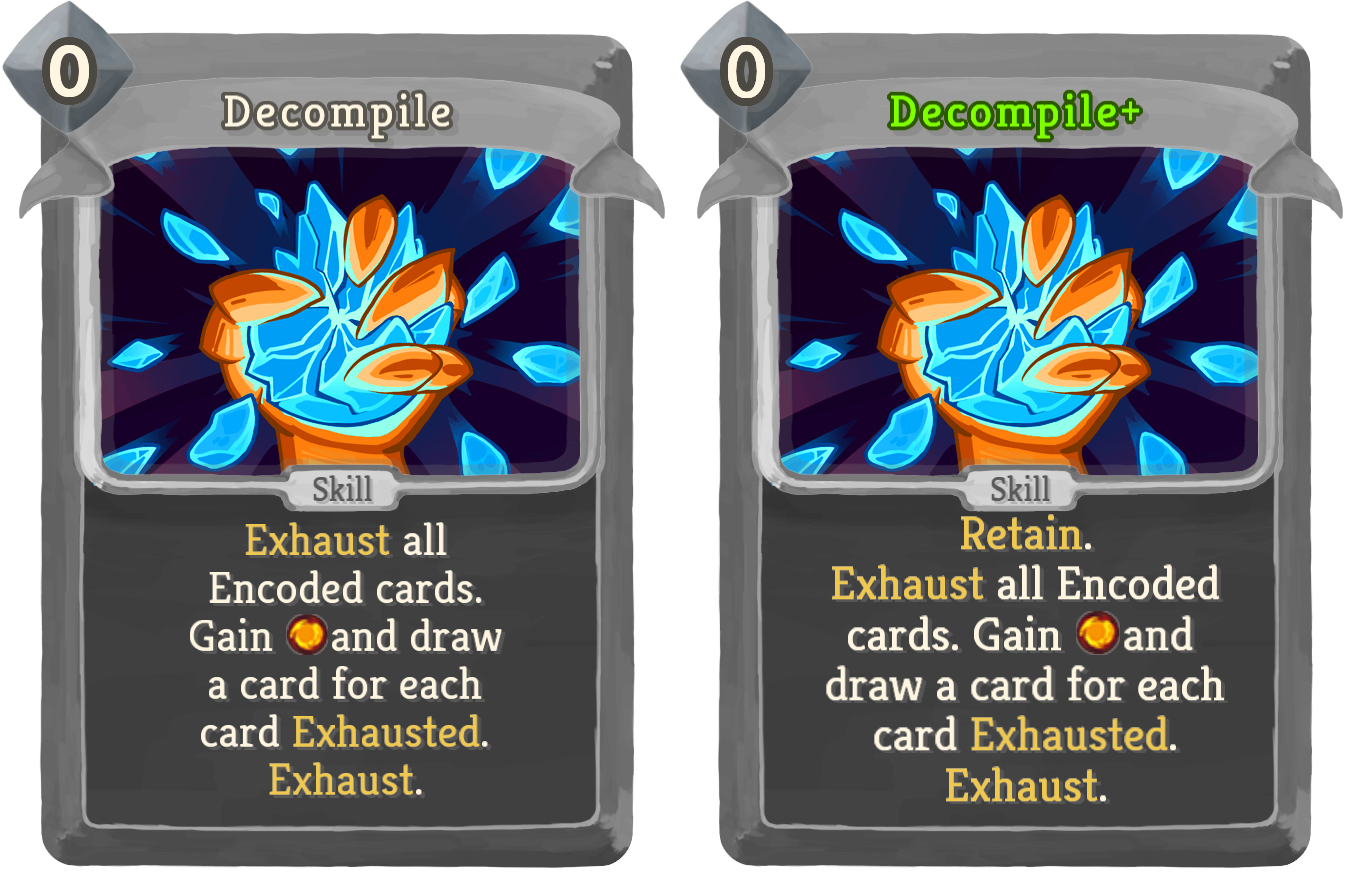 0
Decompile
Skill
Exhaust all
Encoded cards.
Gain and draw
a card for each
card Exhausted.
Exhaust.
0
Decompile+
Skill
Retain.
Exhaust all Encoded
cards. Gain and
draw a card for each
card Exhausted.
Exhaust.